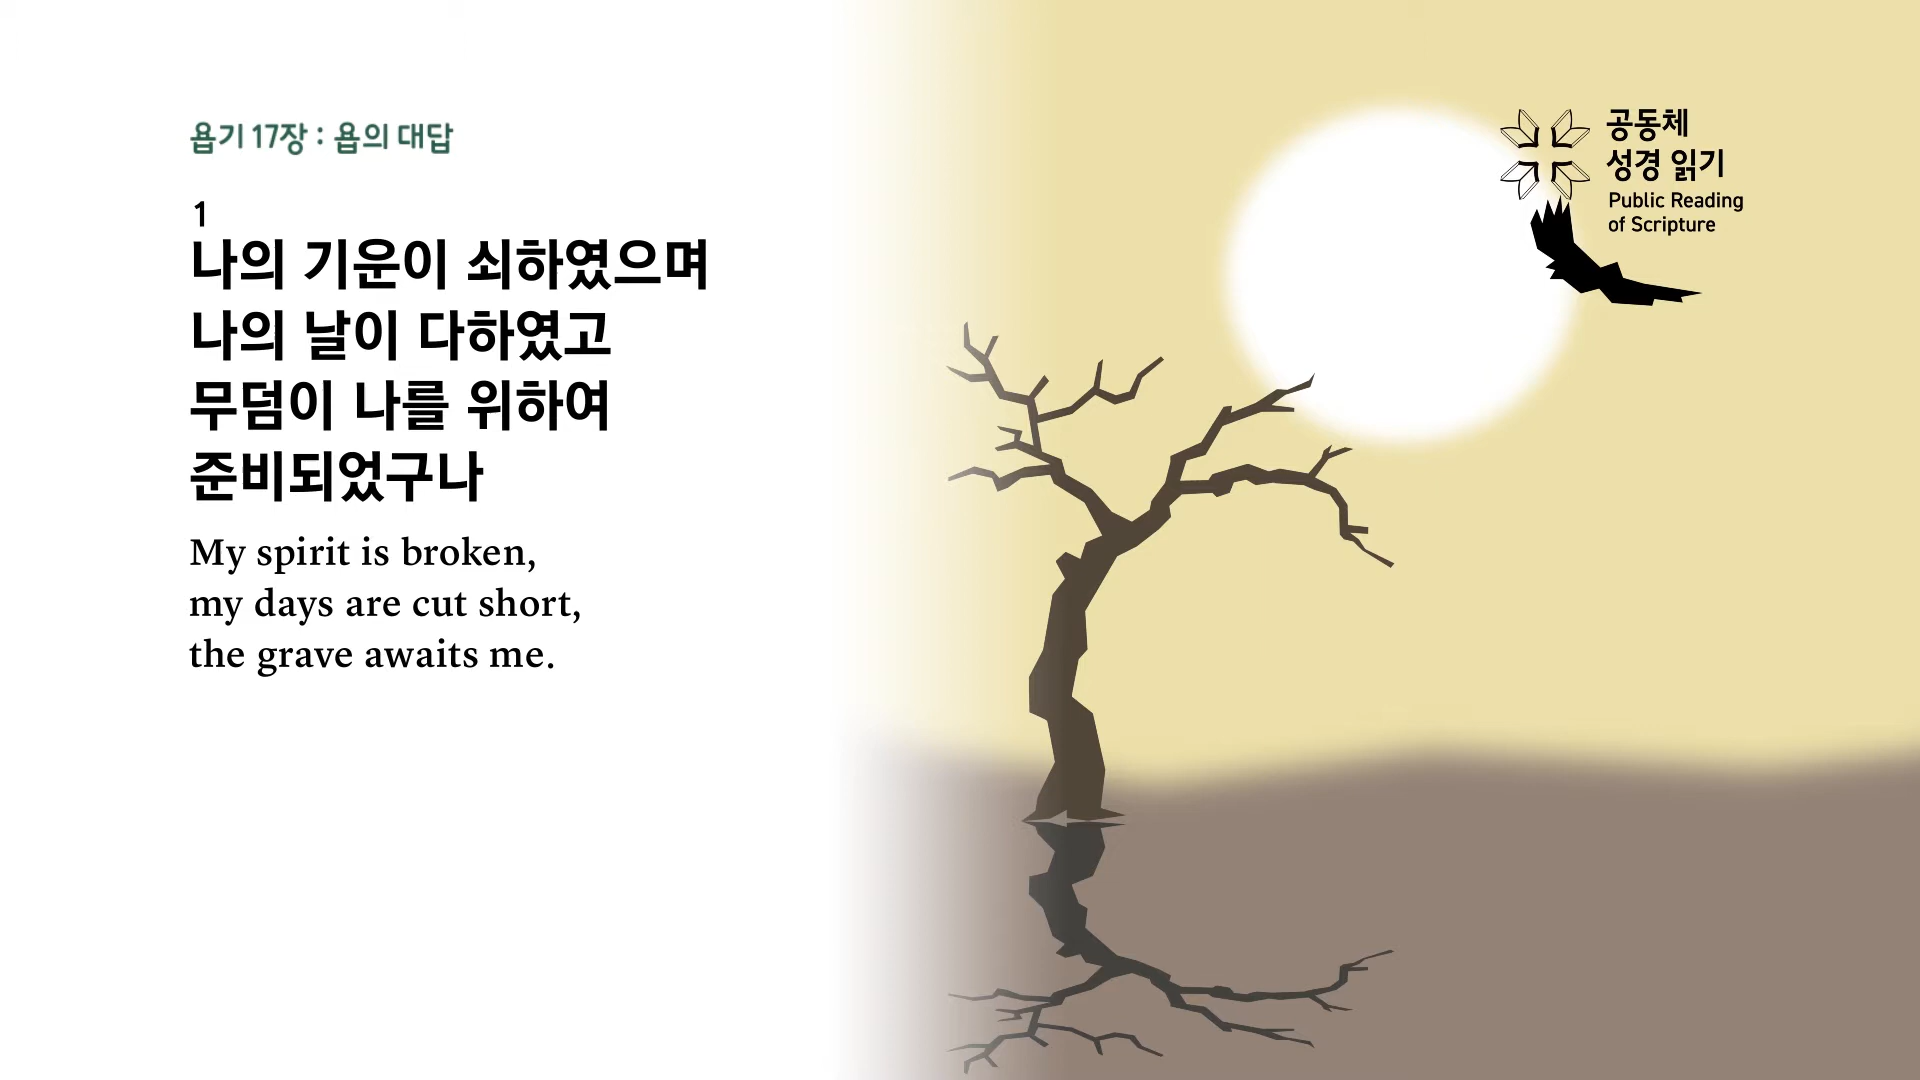 욥기 17장 : 욥의 대답
1
나의 기운이 쇠하였으며
나의 날이 다하였고
무덤이 나를 위하여
준비되었구나
My spirit is broken,
my days are cut short,
the grave awaits me.
공동체
성경 읽기
Public Reading
of Scripture